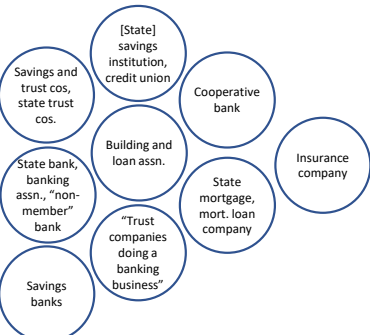 [State]
savings
institution,
credit union
Savings and
trust cos,
state trust
cos.
Cooperative
bank
Building and
loan assn.
Insurance
company
State bank,
banking
assn., “non-
member”
bank
State
mortgage,
mort. loan
company
“Trust
companies
doing a
banking
business”
Savings
banks